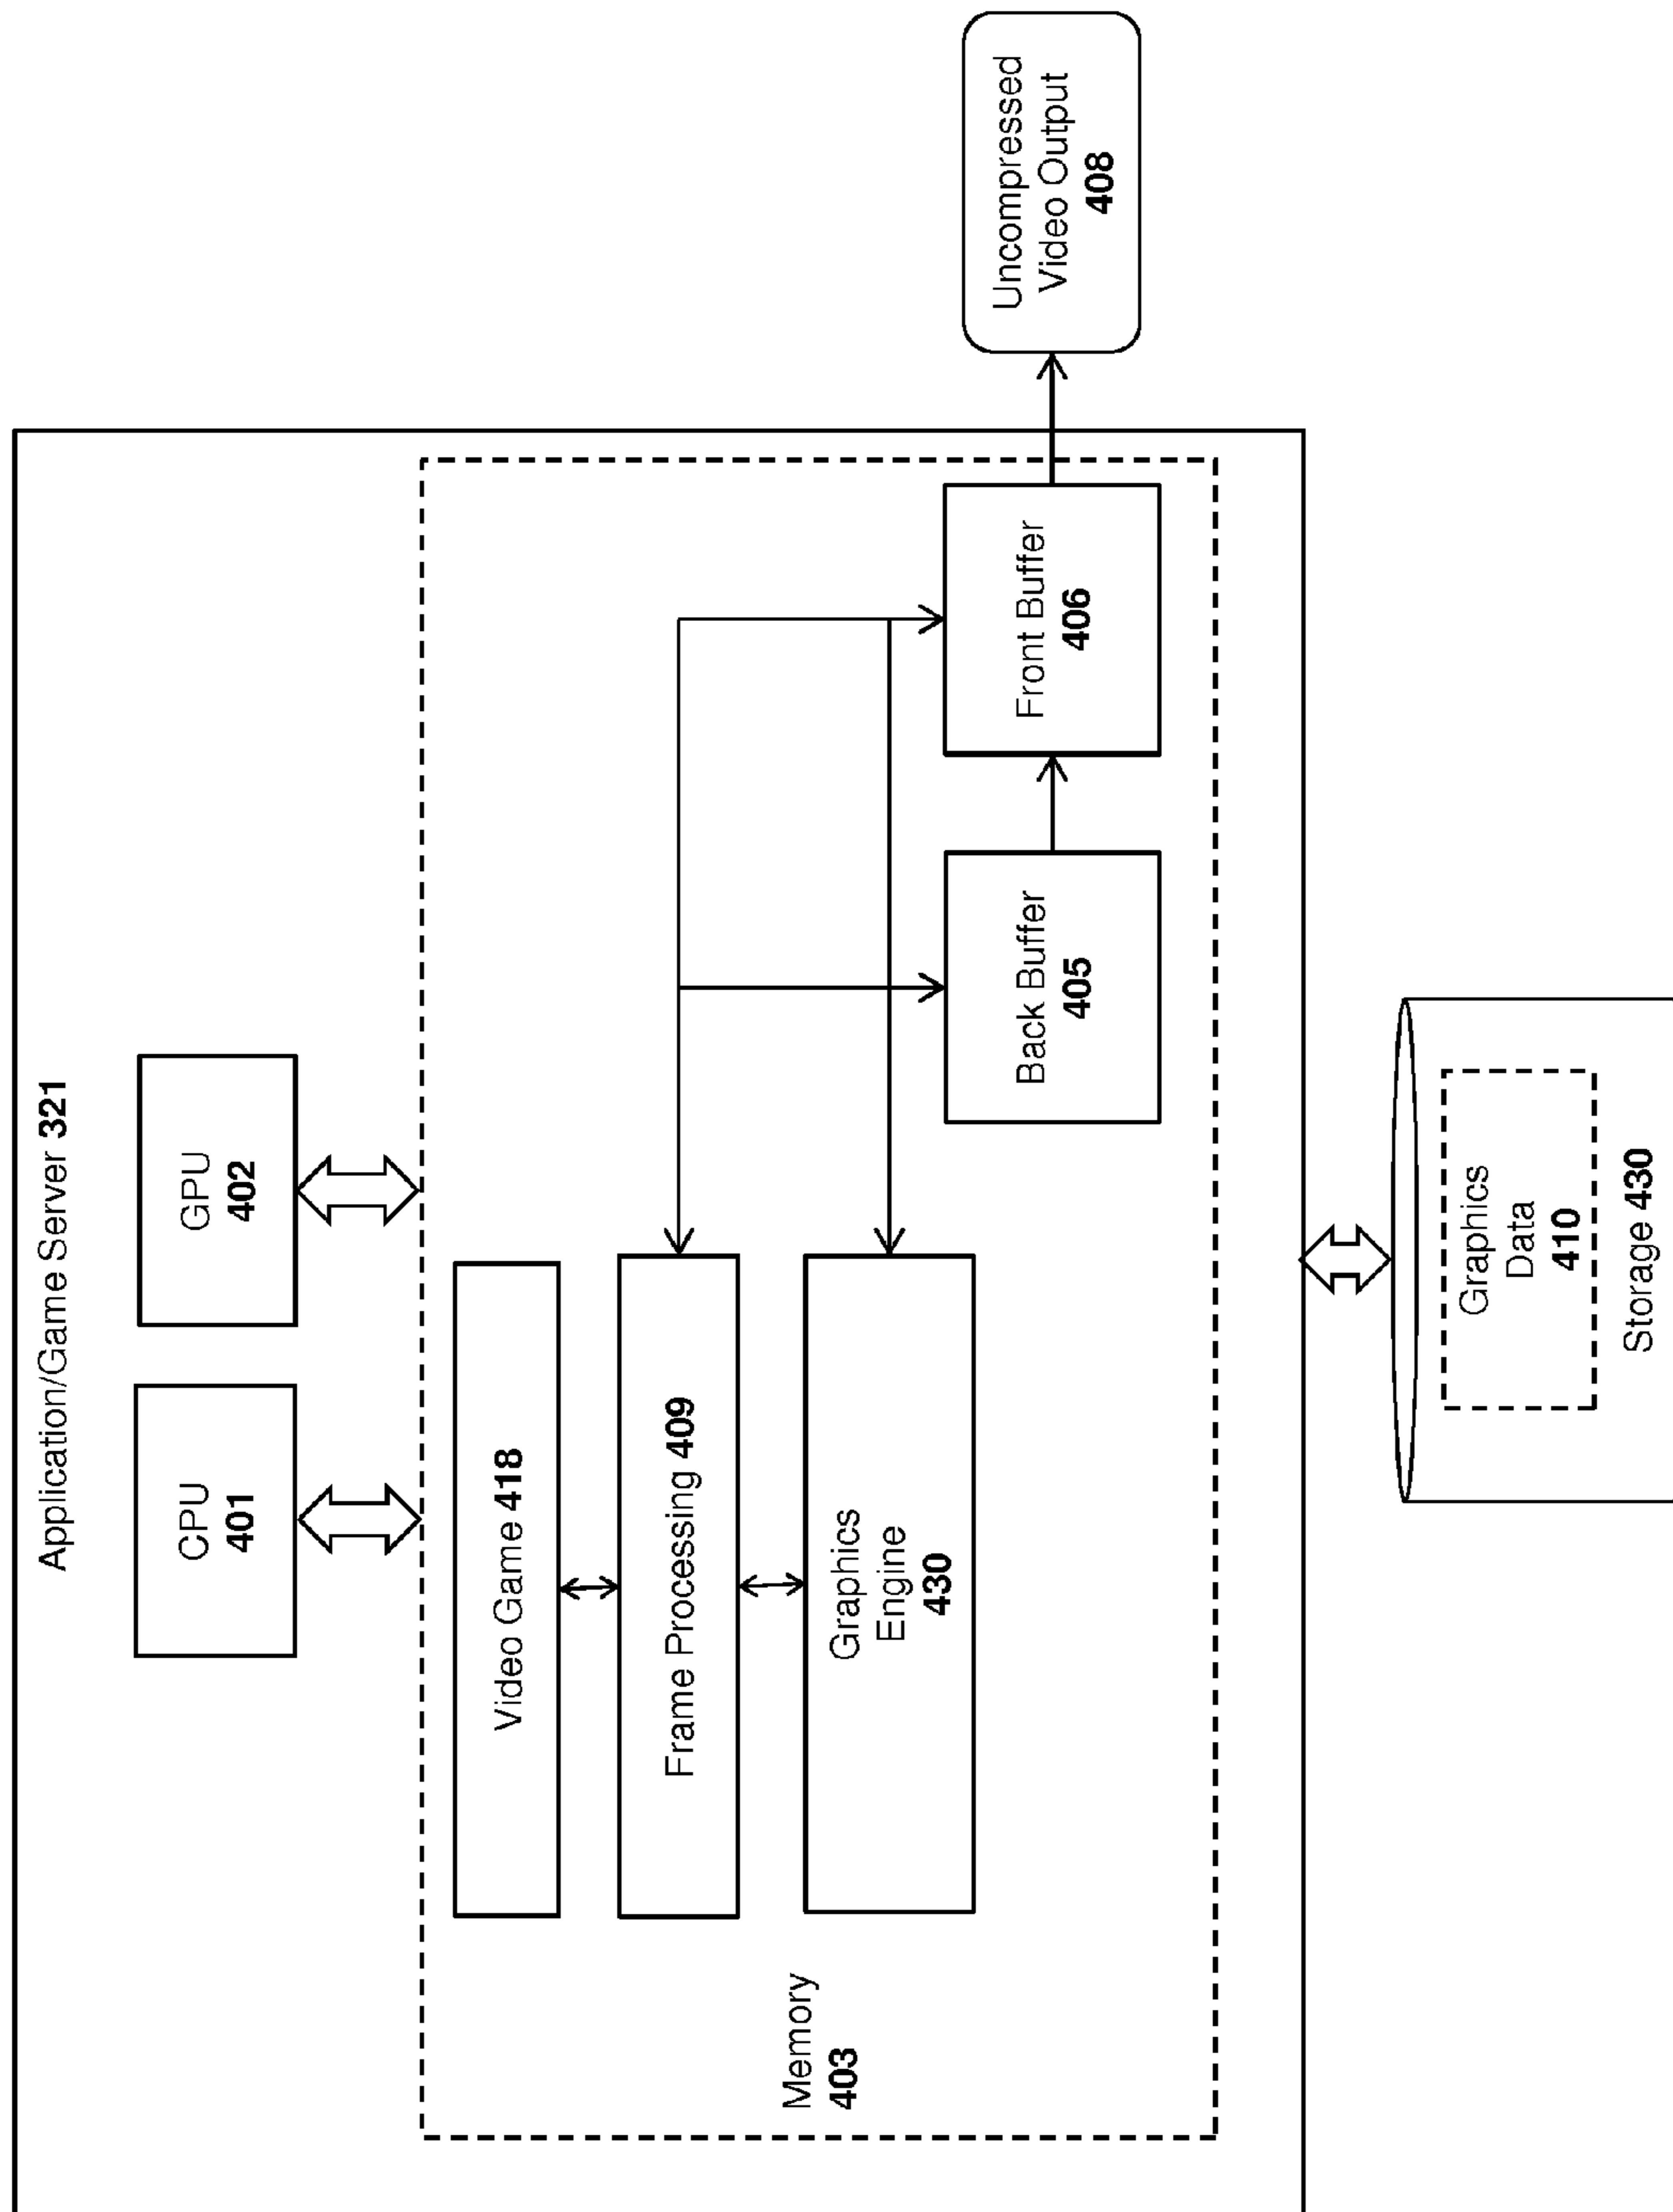 Application/Game Server 321
CPU
401
GPU
402
Video Game 418
Frame Processing 409
Graphics
Engine
430
Memory
403
Back Buffer
405
Front Buffer
406
Uncompressed
Video Output
408
Graphics
Data
410
Storage 430